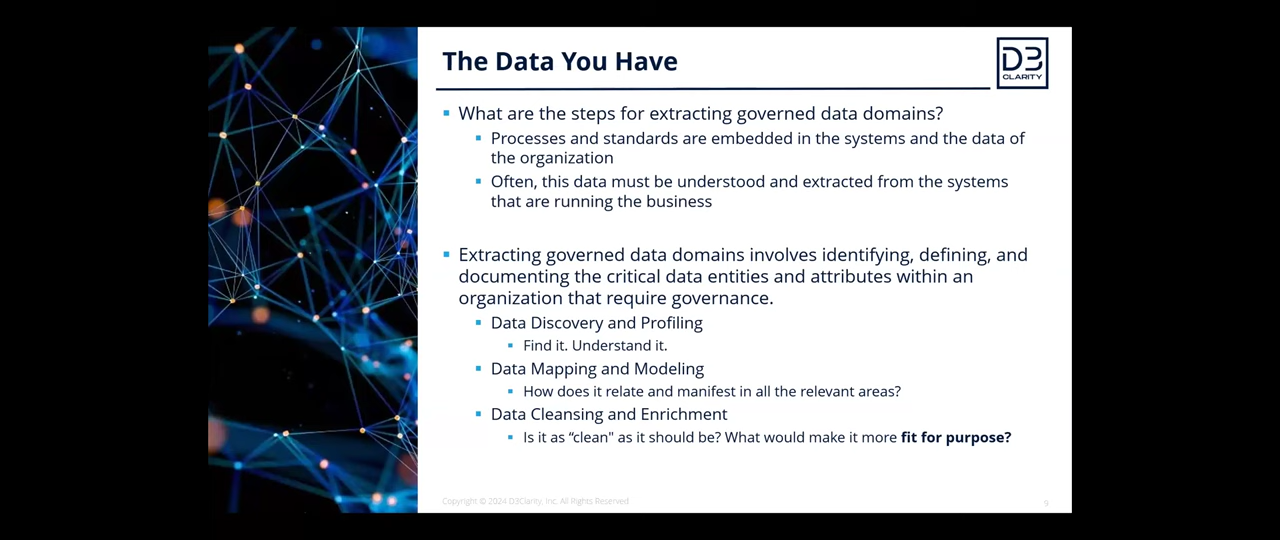 The Data You Have
D3
CLARITY
▪ What are the steps for extracting governed data domains?
▪ Processes and standards are embedded in the systems and the data of
the organization
▪ Often, this data must be understood and extracted from the systems
that are running the business
▪ Extracting governed data domains involves identifying, defining, and
documenting the critical data entities and attributes within an
organization that require governance.
▪ Data Discovery and Profiling
▪ Find it. Understand it.
▪ Data Mapping and Modeling
▪ How does it relate and manifest in all the relevant areas?
▪ Data Cleansing and Enrichment
▪ Is it as “clean" as it should be? What would make it more fit for purpose?
Copyright © 2024 D3Clarity, Inc. All Rights Reserved
9